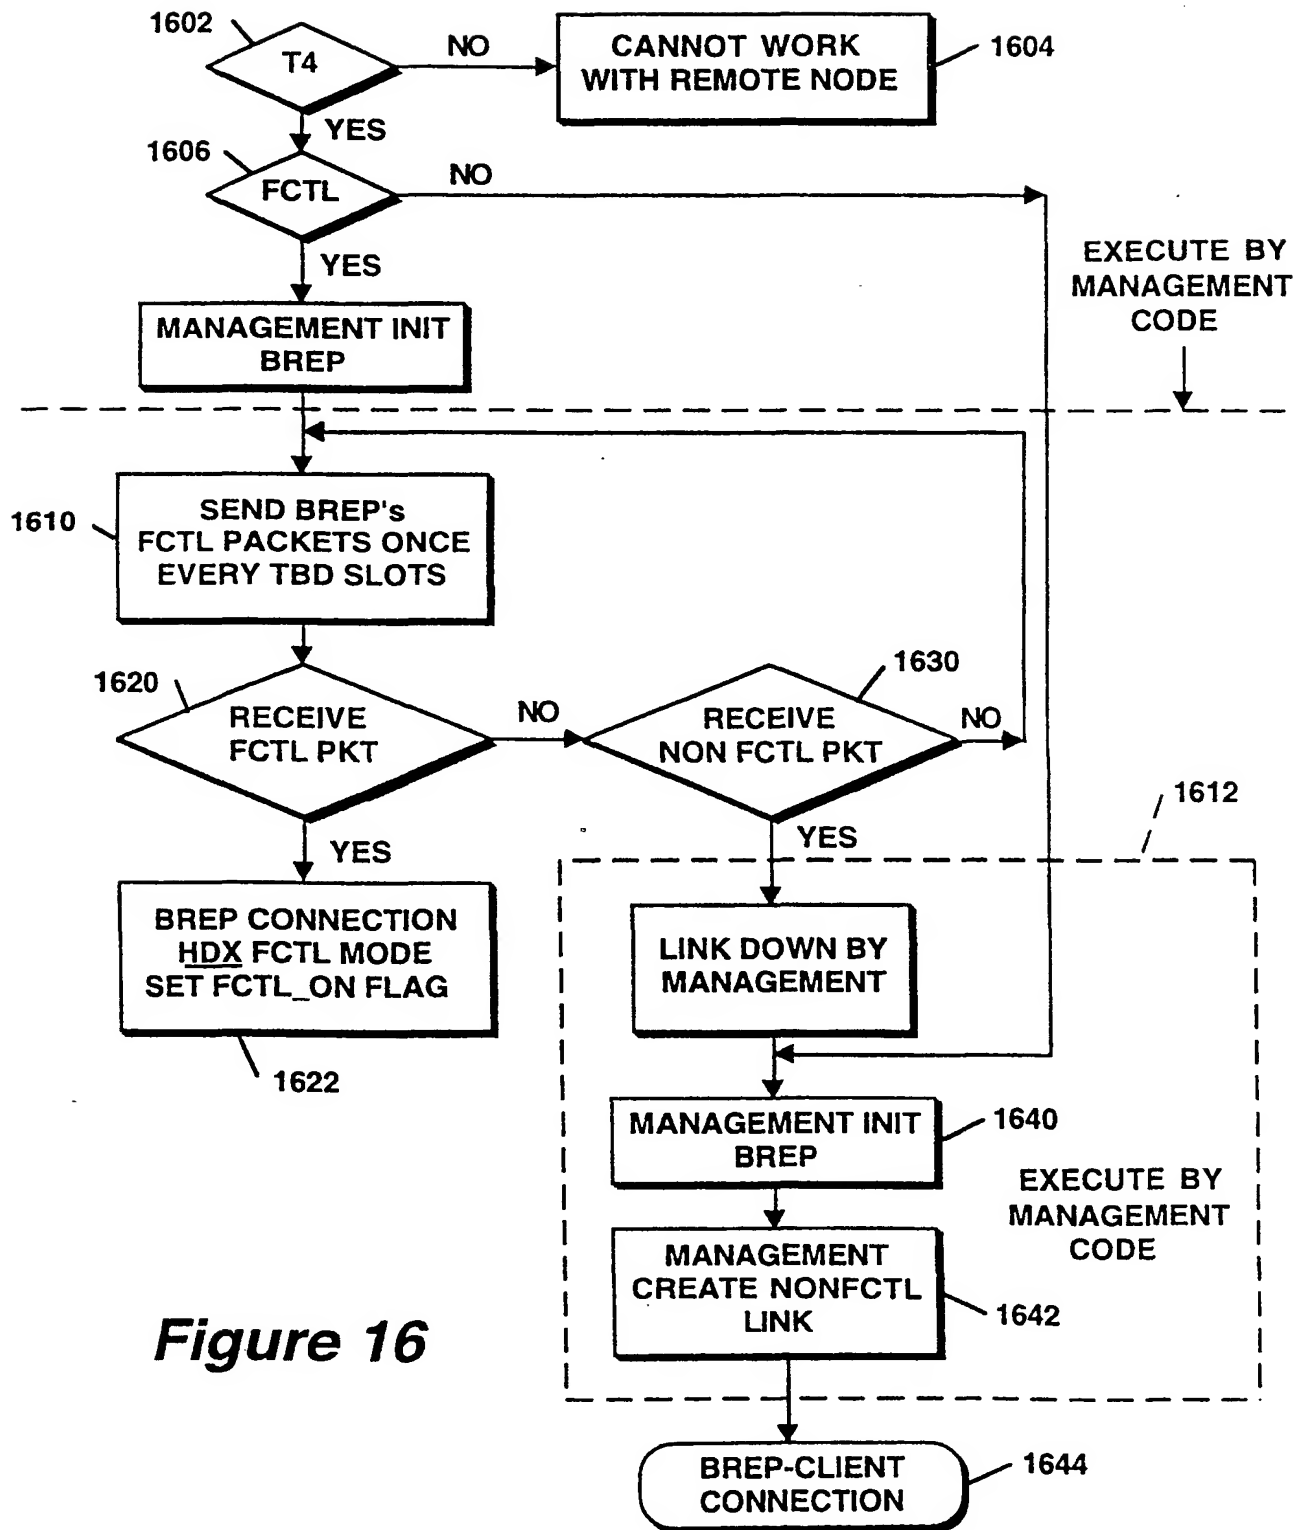 1602
T4
NO
CANNOT WORK
WITH REMOTE NODE
1604
YES
1606
FCTL
NO
YES
EXECUTE BY
MANAGEMENT
CODE
MANAGEMENT INIT
BREP
1610
SEND BREP's
FCTL PACKETS ONCE
EVERY TBD SLOTS
1620
RECEIVE
FCTL PKT
NO
1630
RECEIVE
NON FCTL PKT
NO
YES
YES
1612
BREP CONNECTION
HDX FCTL MODE
SET FCTL_ON FLAG
1622
LINK DOWN BY
MANAGEMENT
MANAGEMENT INIT
BREP
1640
EXECUTE BY
MANAGEMENT
CODE
MANAGEMENT
CREATE NONFCTL
LINK
1642
Figure 16
BREP-CLIENT
CONNECTION
1644